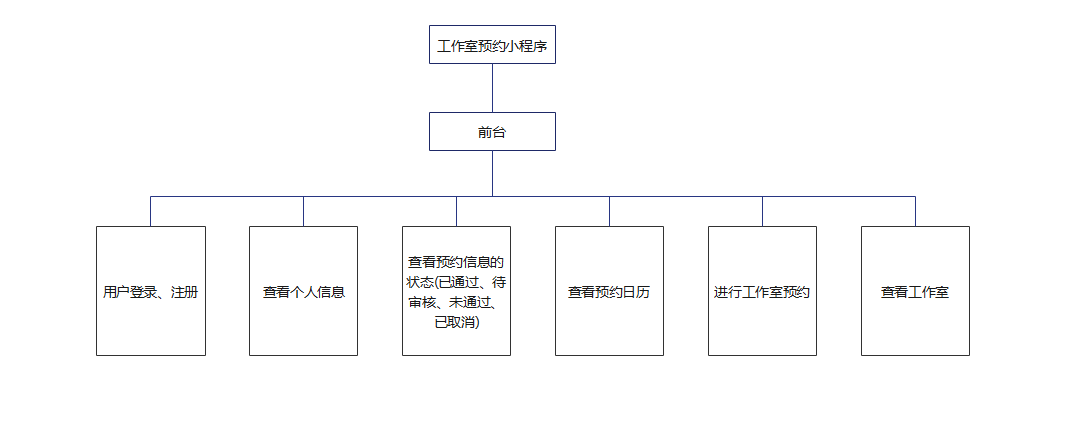 工作室预约小程序
前台
用户登录、注册
查看个人信息
查看预约信息的
状态(已通过、待
审核、未通过、
已取消)
查看预约日历
进行工作室预约
查看工作室